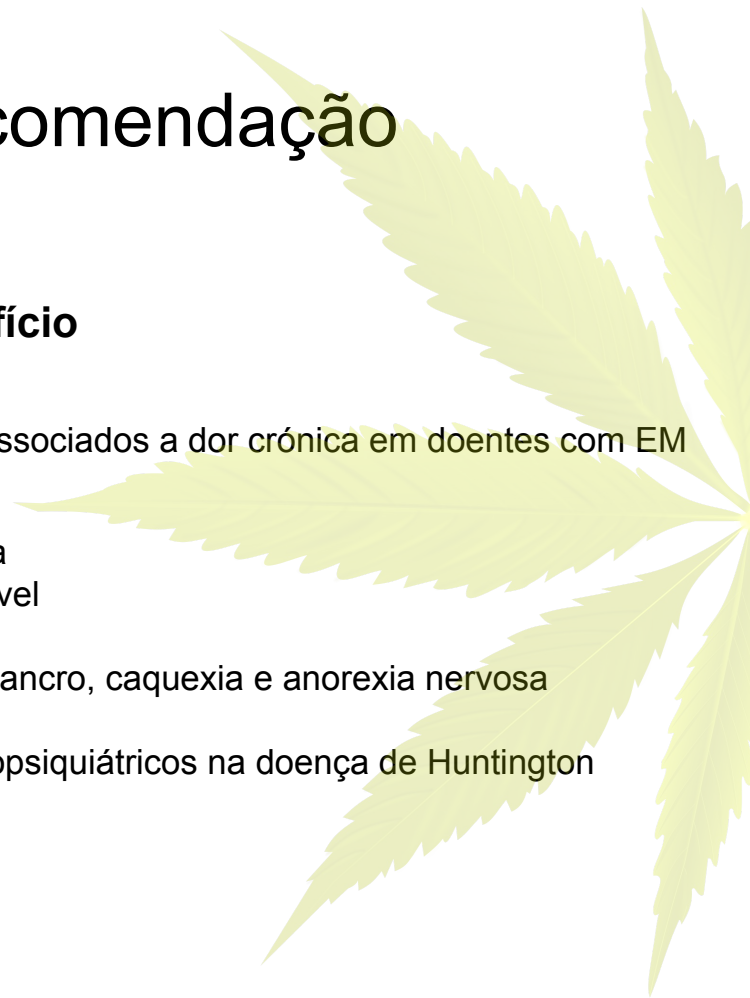 comendação
fício
ssociados a dor crónica em doentes com EM
a
vel
ancro, caquexia e anorexia nervosa
opsiquiátricos na doença de Huntington